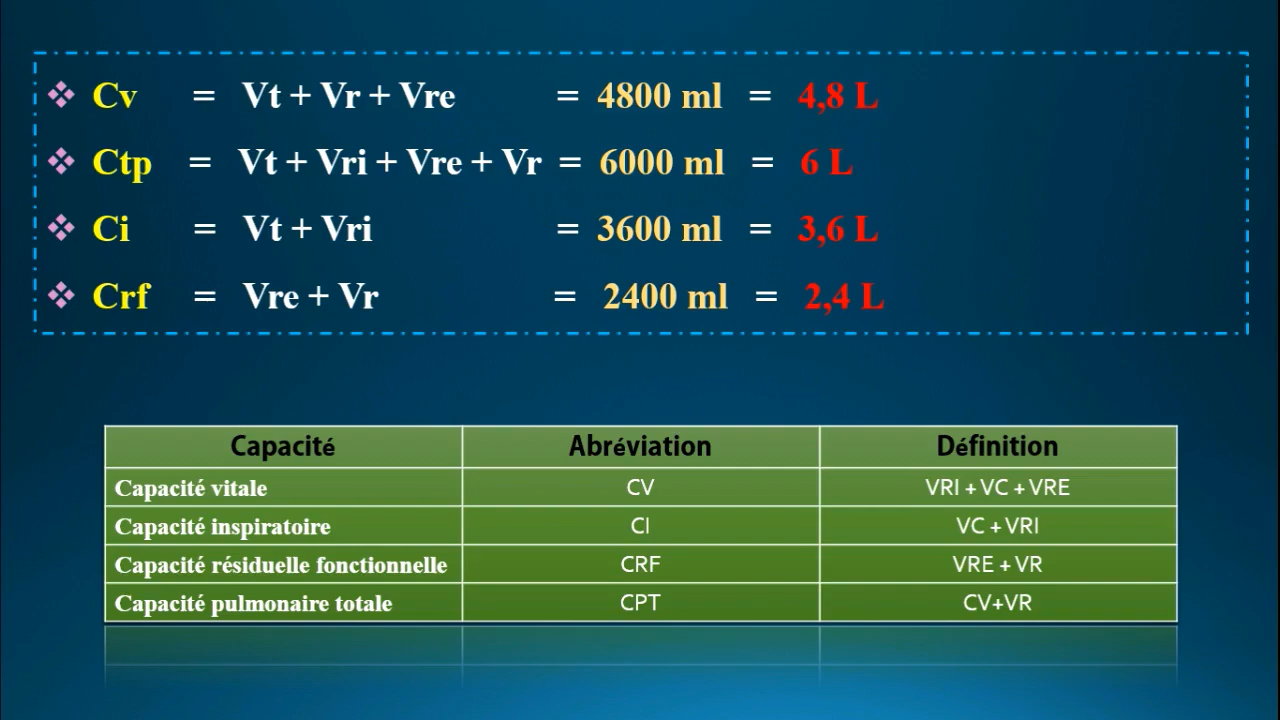 ❖ Cv = Vt + Vr + Vre = 4800 ml = 4,8 L
❖ Ctp = Vt + Vri + Vre + Vr = 6000 ml = 6 L
❖ Ci = Vt + Vri = 3600 ml = 3,6 L
❖ Crf = Vre + Vr = 2400 ml = 2,4 L
Capacité Abréviation Définition
Capacité vitale CV VRI + VC + VRE
Capacité inspiratoire CI VC + VRI
Capacité résiduelle fonctionnelle CRF VRE + VR
Capacité pulmonaire totale CPT CV+VR